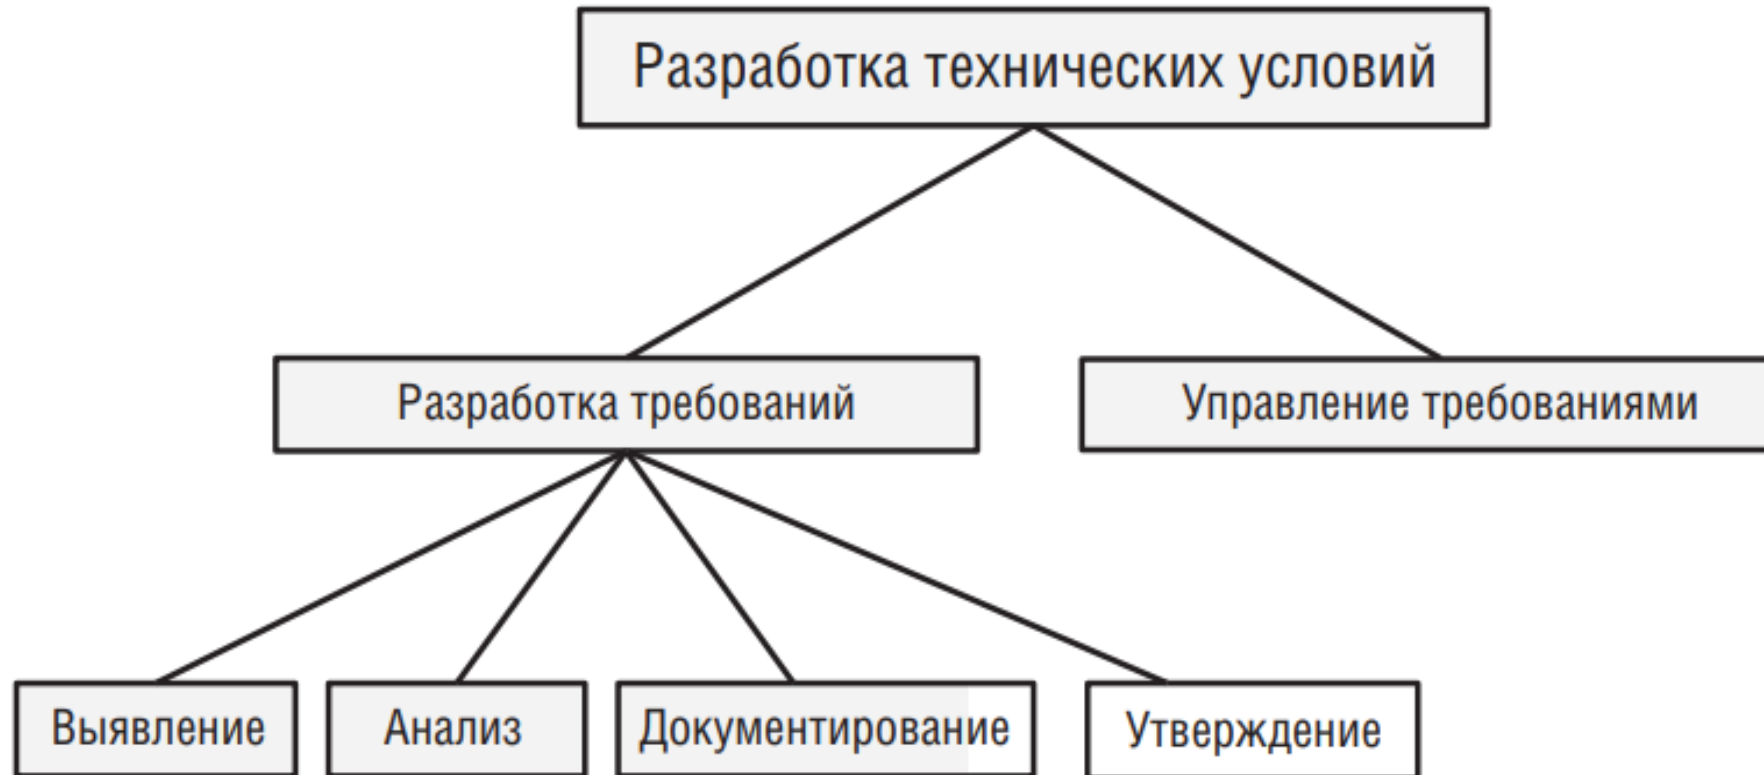 Разработка технических условий
Разработка требований
Управление требованиями
Выявление
Анализ
Документирование
Утверждение